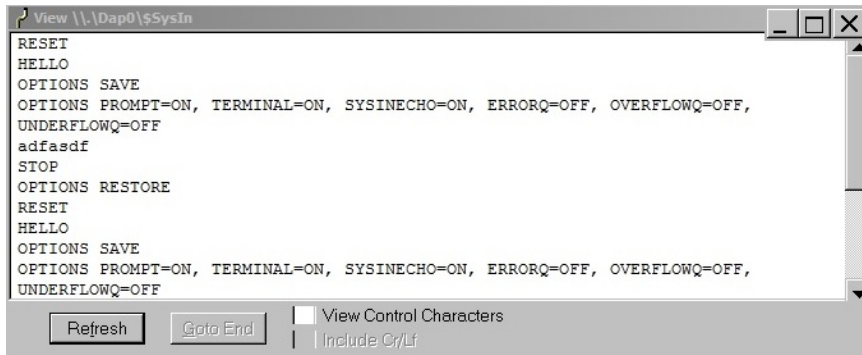 View \\.\Dap0\$SysIn
RESET
HELLO
OPTIONS SAVE
OPTIONS PROMPT=ON, TERMINAL=ON, SYSINECHO=ON, ERRORQ=OFF, OVERFLOWQ=OFF,
UNDERFLOWQ=OFF
adfasdf
STOP
OPTIONS RESTORE
RESET
HELLO
OPTIONS SAVE
OPTIONS PROMPT=ON, TERMINAL=ON, SYSINECHO=ON, ERRORQ=OFF, OVERFLOWQ=OFF,
UNDERFLOWQ=OFF
Refresh
Goto End
View Control Characters
Include Cr/Lf